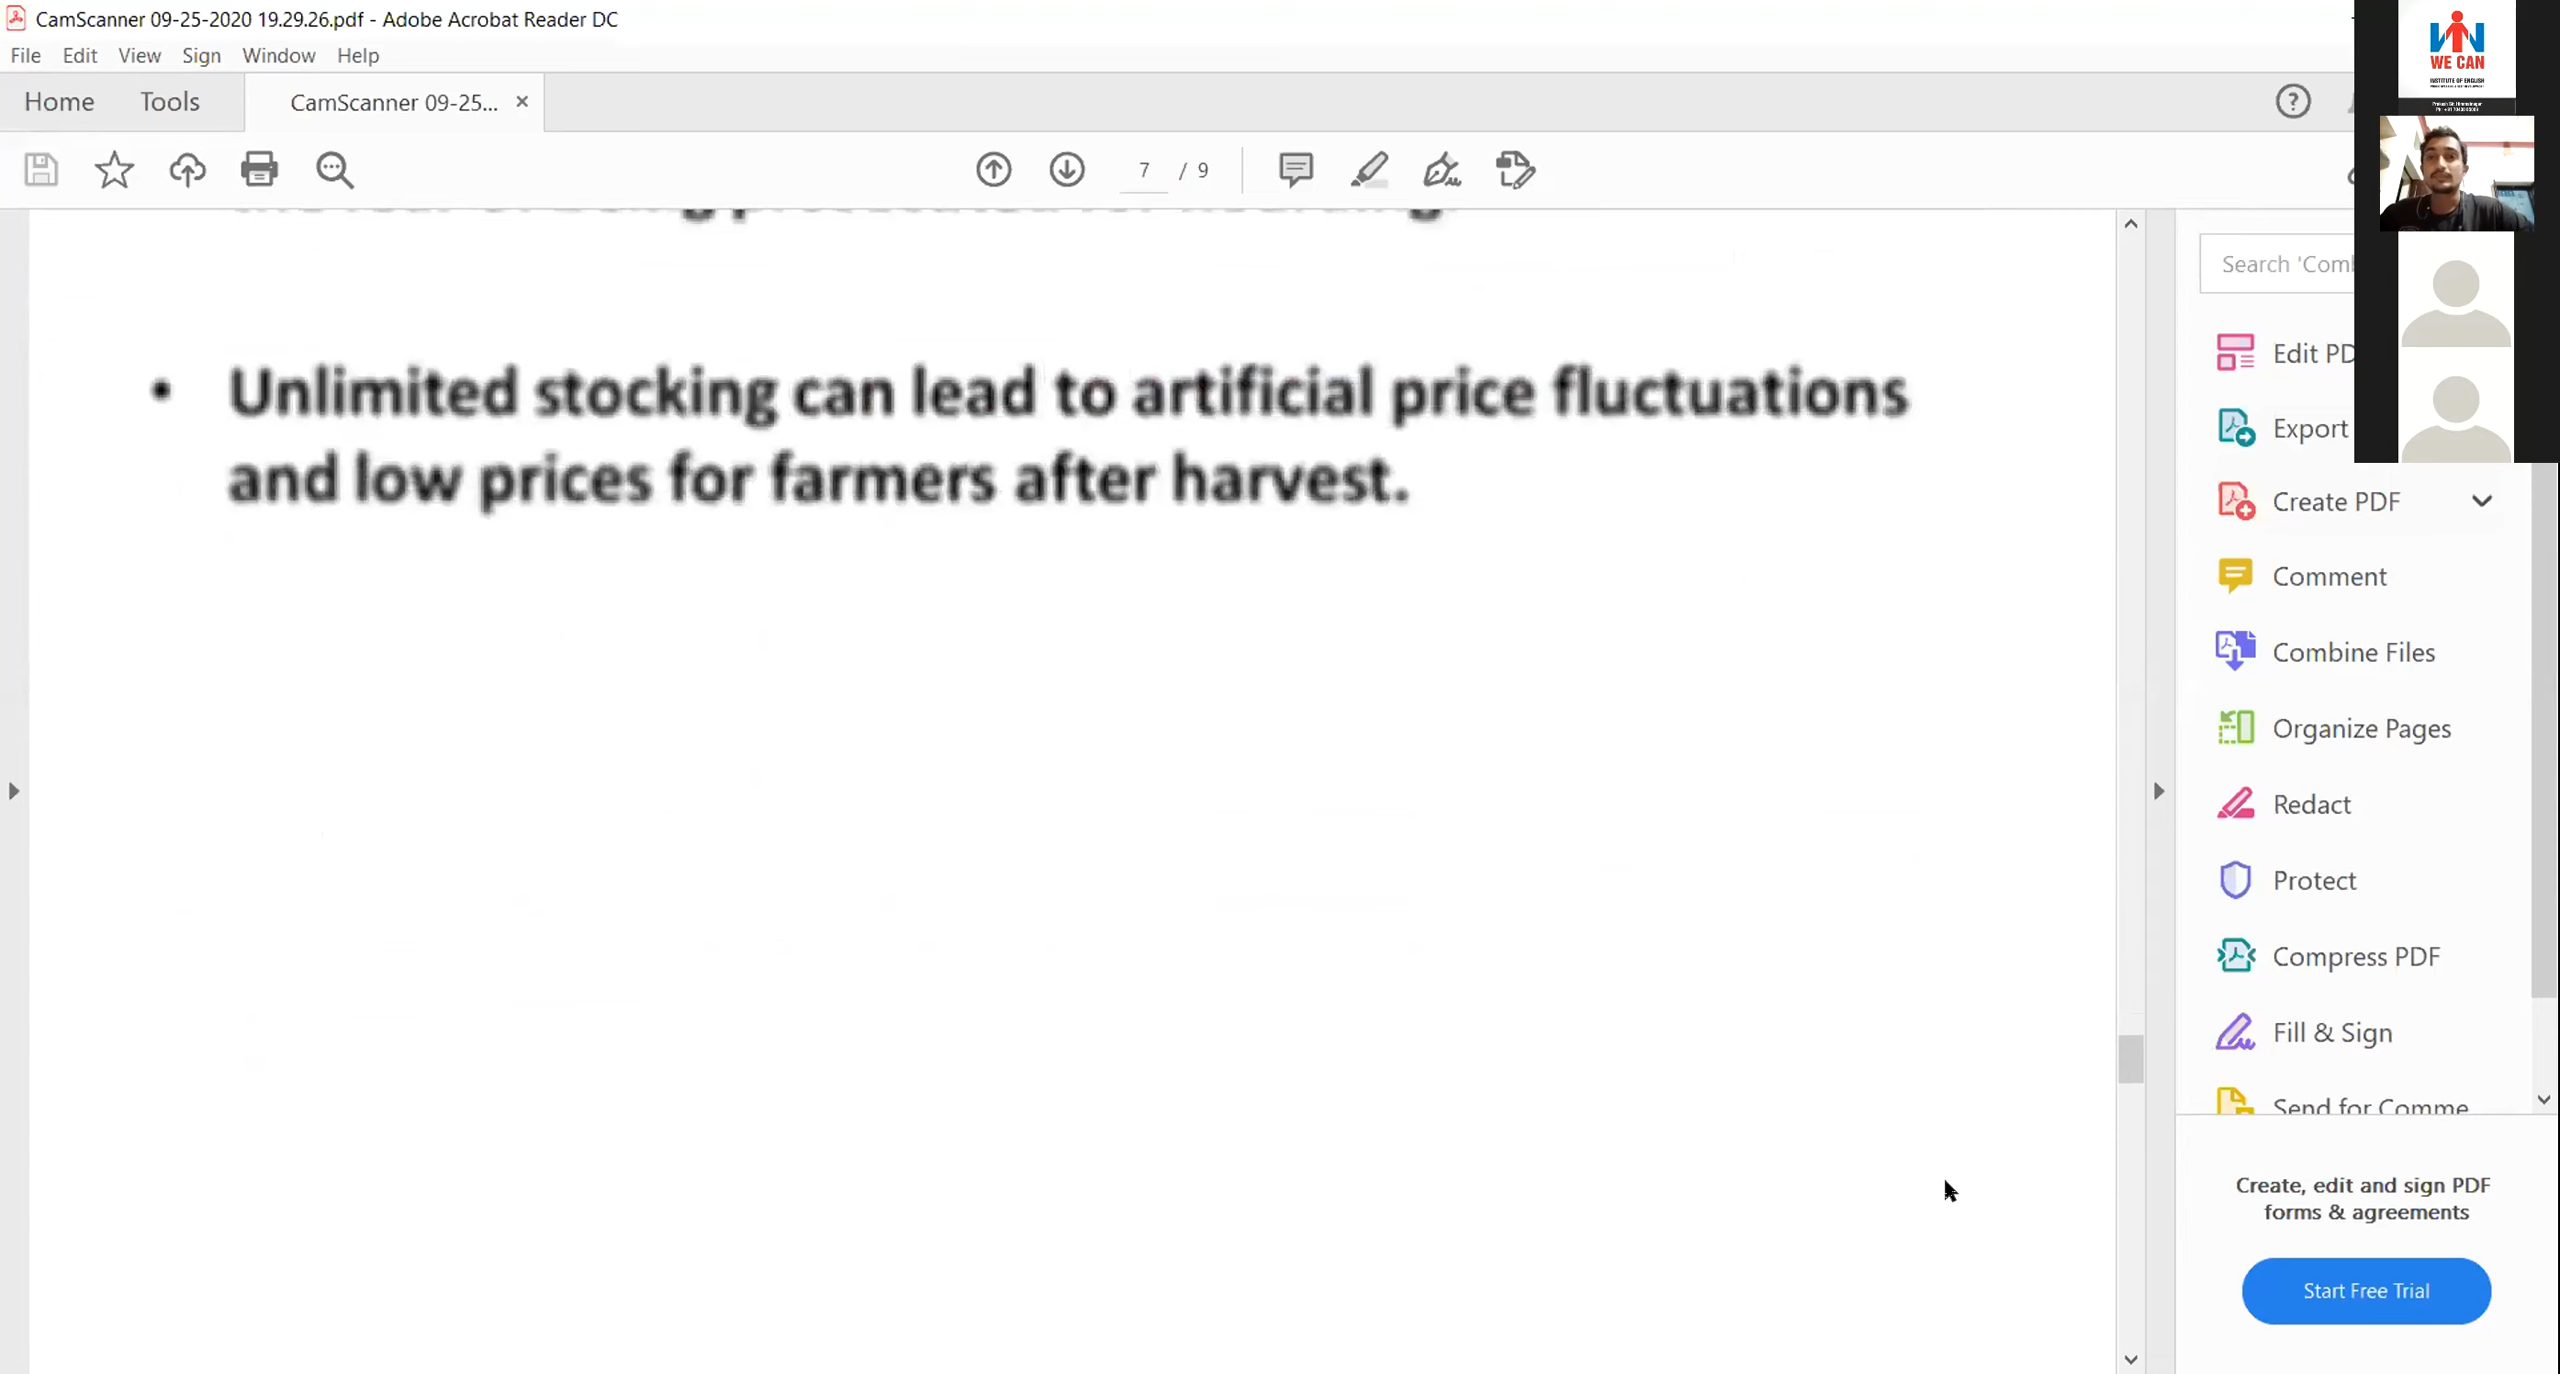 CamScanner 09-25-2020 19.29.26.pdf - Adobe Acrobat Reader DC
File Edit View Sign Window Help
Home Tools CamScanner 09-25... ×
7 / 9
WE CAN
INSTITUTE OF ENGLISH
Search 'Com
• Unlimited stocking can lead to artificial price fluctuations
and low prices for farmers after harvest.
Edit PD
Export
Create PDF
Comment
Combine Files
Organize Pages
Redact
Protect
Compress PDF
Fill & Sign
Send for Comme
Create, edit and sign PDF
forms & agreements
Start Free Trial